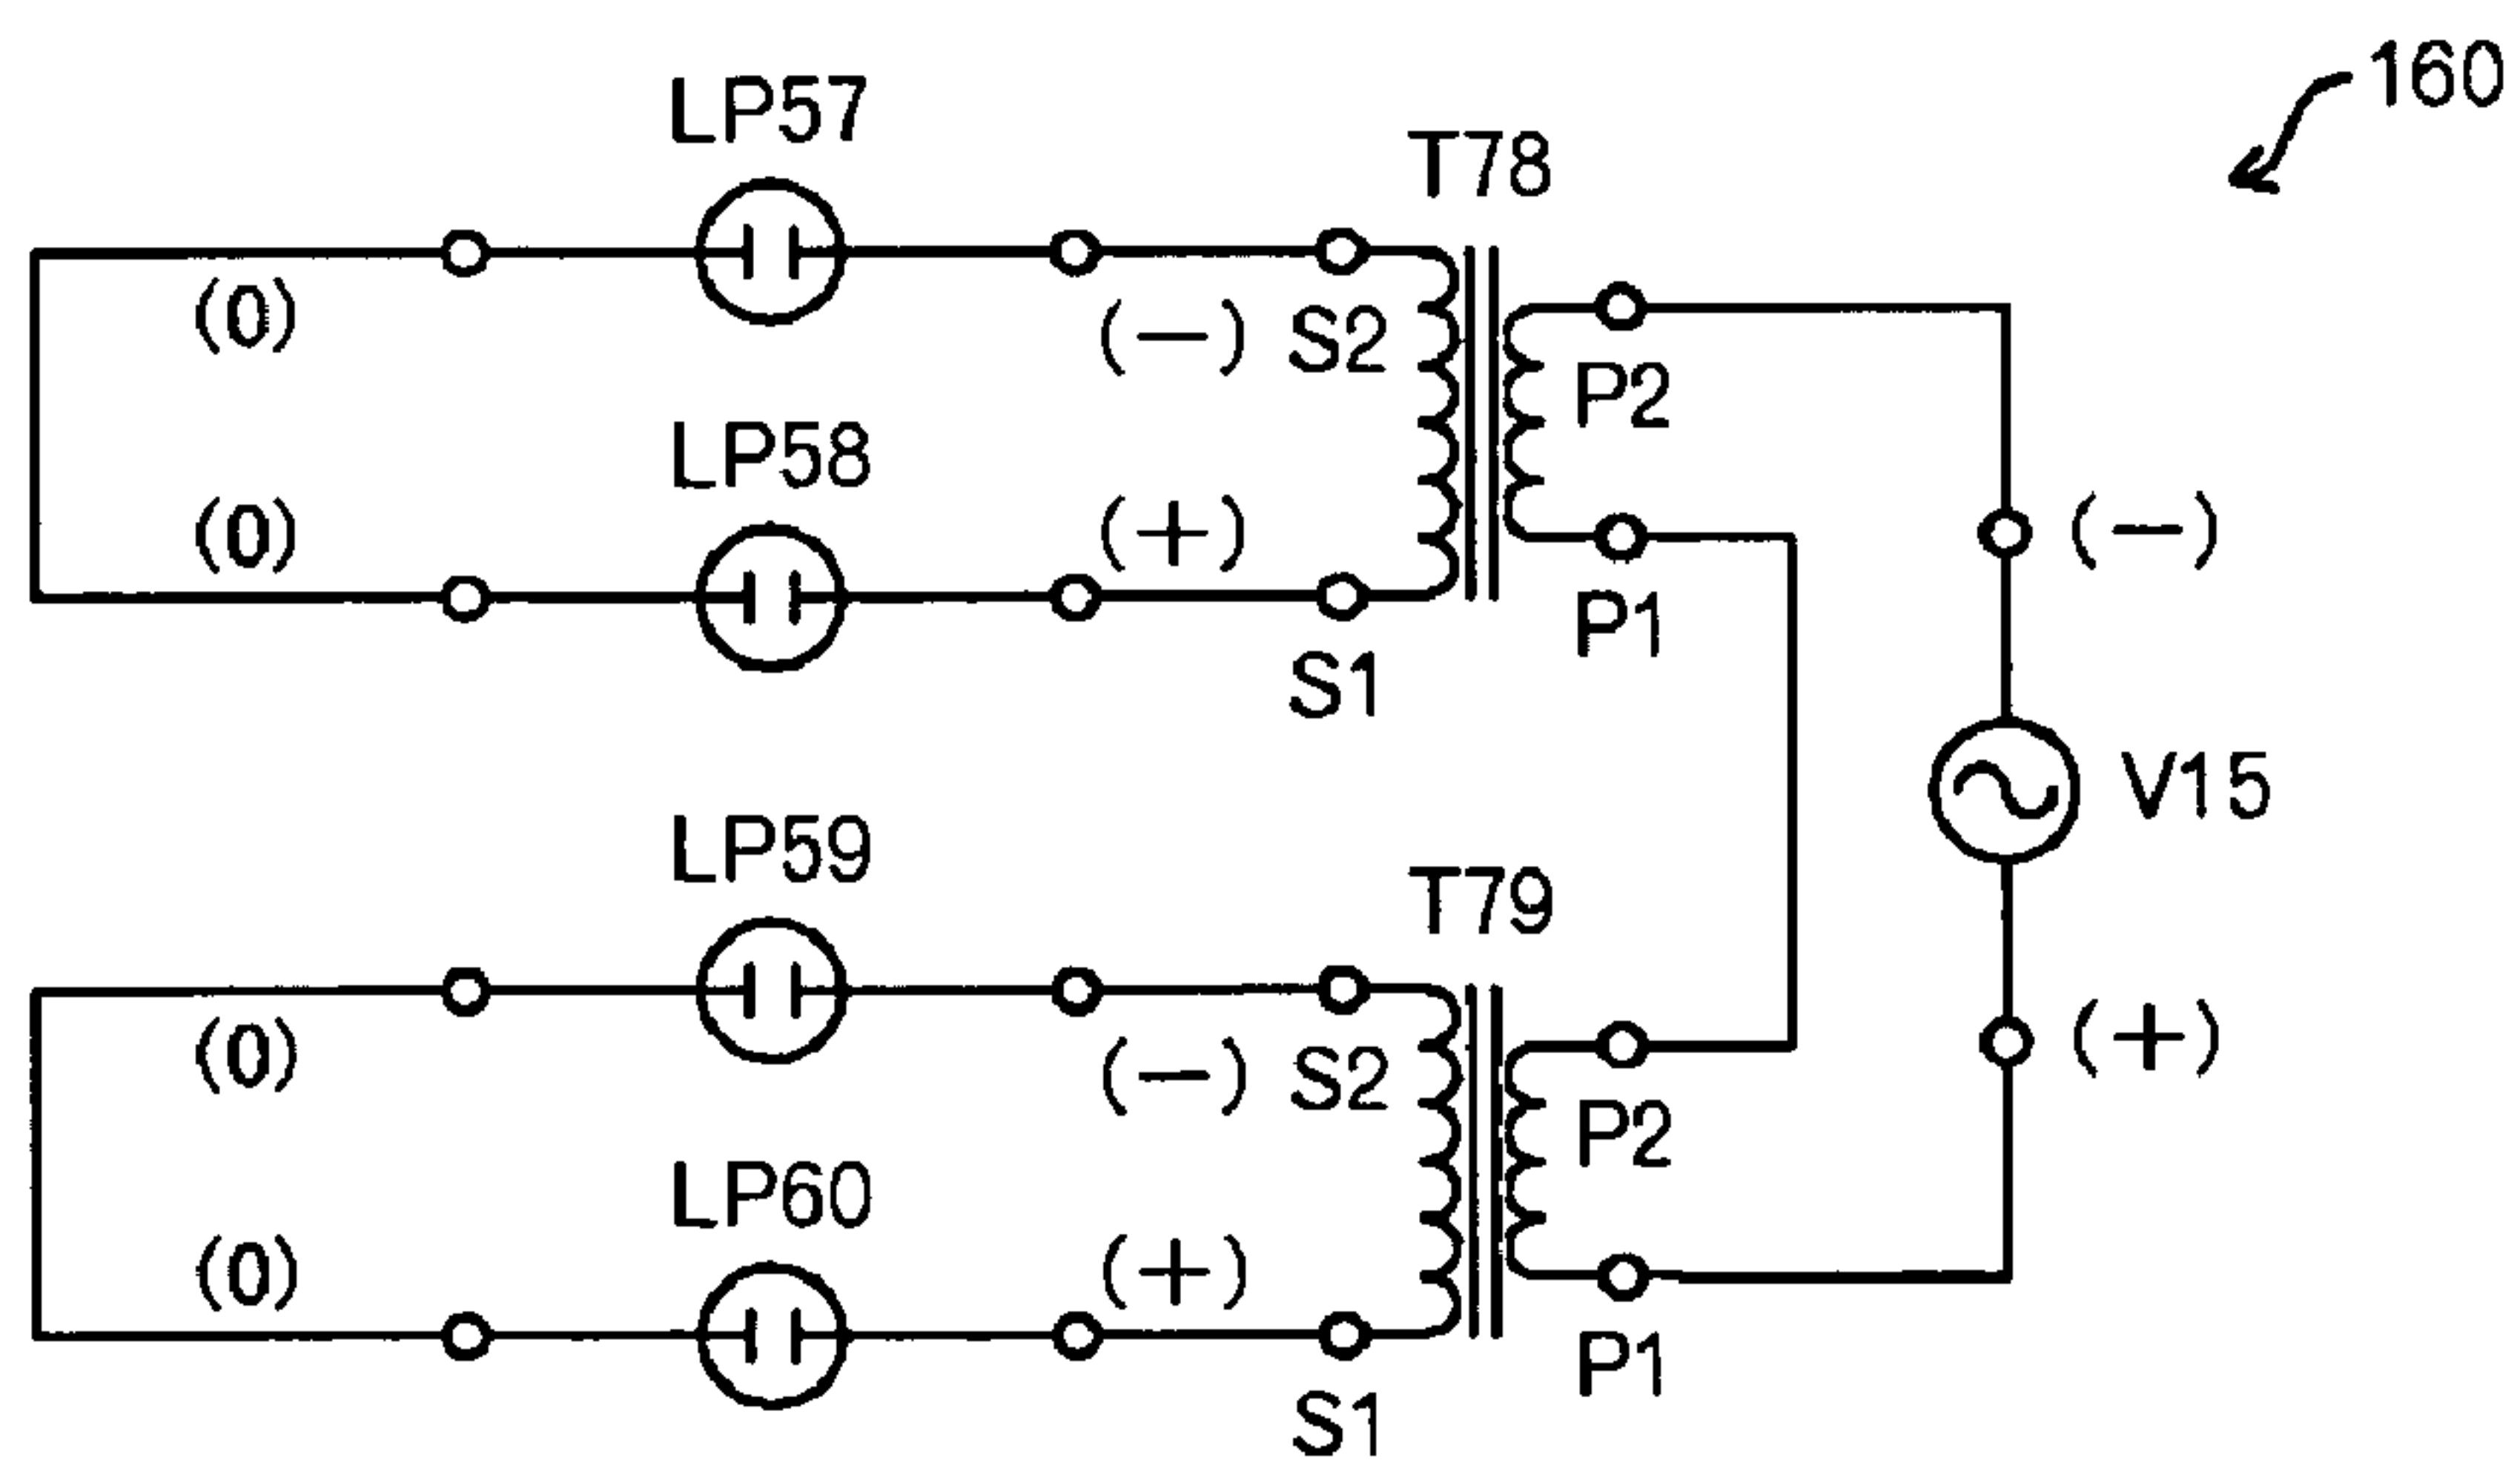 160
LP57
T78
(0)
(−) S2
P2
LP58
(0)
(+)
(−)
P1
S1
V15
LP59
T79
(0)
(−) S2
(+)
P2
LP60
(0)
(+)
P1
S1